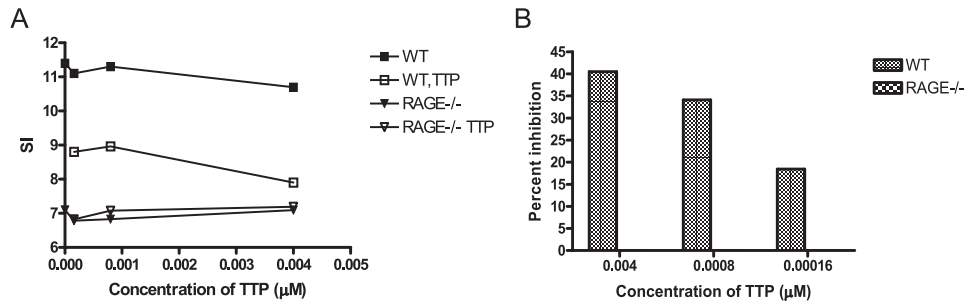 A
SI
12
11
10
9
8
7
6
0.000 0.001 0.002 0.003 0.004 0.005
Concentration of TTP (µM)
WT
WT,TTP
RAGE-/-
RAGE-/- TTP
B
Percent inhibition
45
40
35
30
25
20
15
10
5
0
0.004 0.0008 0.00016
Concentration of TTP (µM)
WT
RAGE-/-